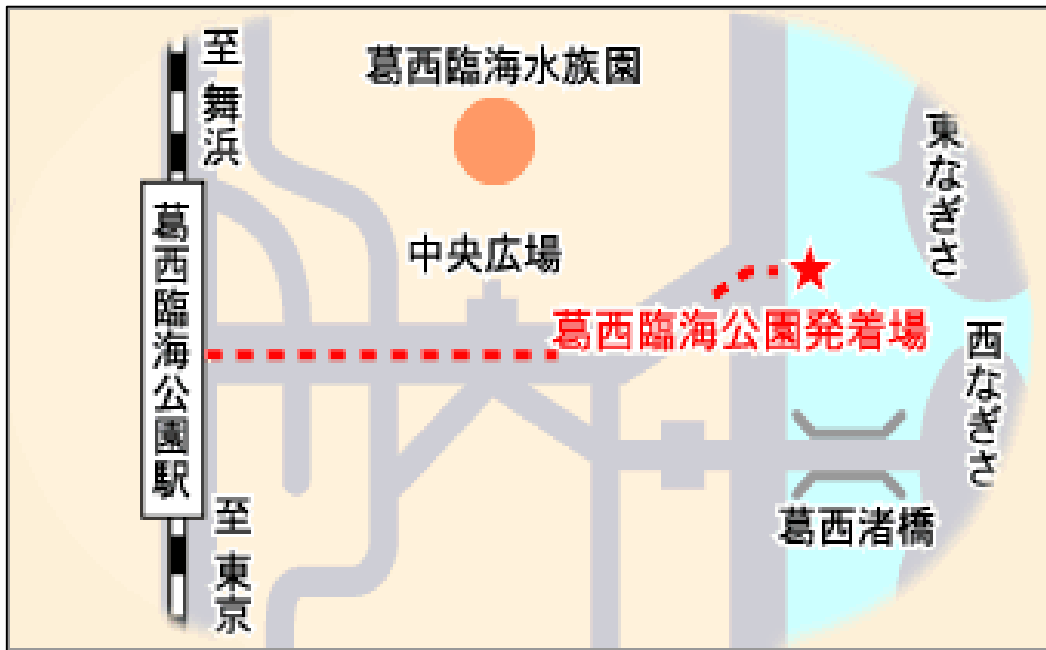 至 舞浜
葛西臨海水族園
東なぎさ
葛西臨海公園駅
中央広場
葛西臨海公園発着場
西なぎさ
至 東京
葛西渚橋